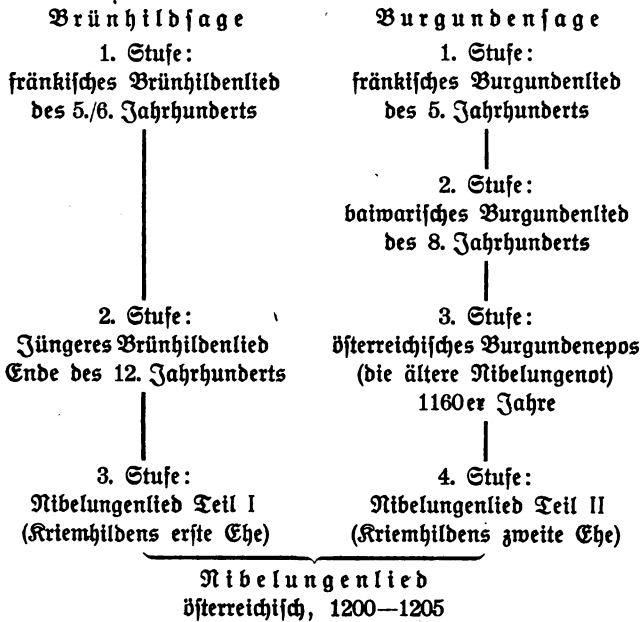 Brünhildsage
1. Stufe:
fränkisches Brünhildenlied
des 5./6. Jahrhunderts
2. Stufe:
Jüngeres Brünhildenlied
Ende des 12. Jahrhunderts
3. Stufe:
Nibelungenlied Teil I
(Kriemhildens erste Ehe)
Burgundensage
1. Stufe:
fränkisches Burgundenlied
des 5. Jahrhunderts
2. Stufe:
baiwarisches Burgundenlied
des 8. Jahrhunderts
3. Stufe:
österreichisches Burgundenepos
(die ältere Nibelungenot)
1160er Jahre
4. Stufe:
Nibelungenlied Teil II
(Kriemhildens zweite Ehe)
Nibelungenlied
österreichisch, 1200—1205